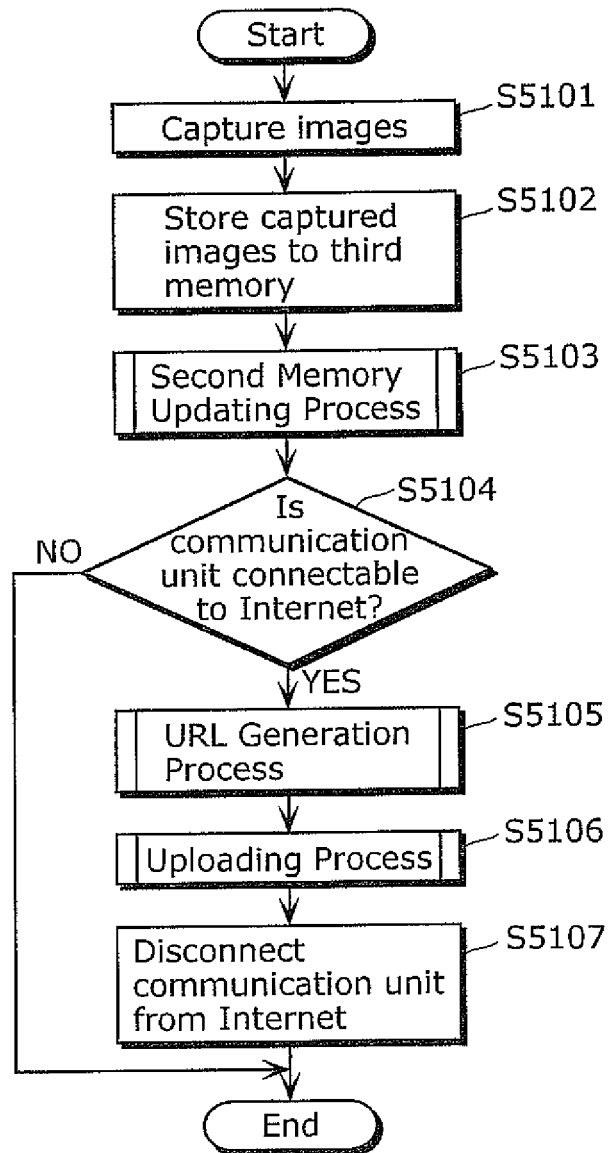 Start
S5101
Capture images
S5102
Store captured
images to third
memory
S5103
Second Memory
Updating Process
S5104
Is
communication
unit connectable
to Internet?
NO
YES
S5105
URL Generation
Process
S5106
Uploading Process
S5107
Disconnect
communication unit
from Internet
End